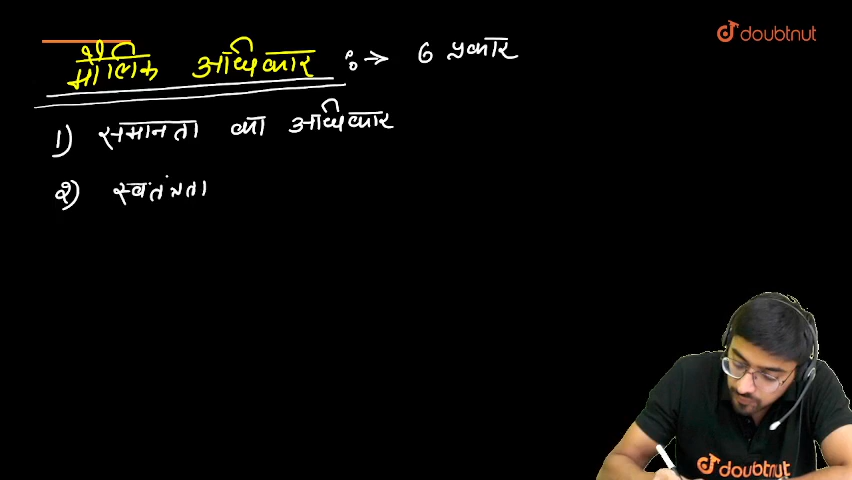 doubtnut
मौलिक अधिकार :→ 6 प्रकार
1) समानता का अधिकार
2) स्वतंत्रता
doubtnut